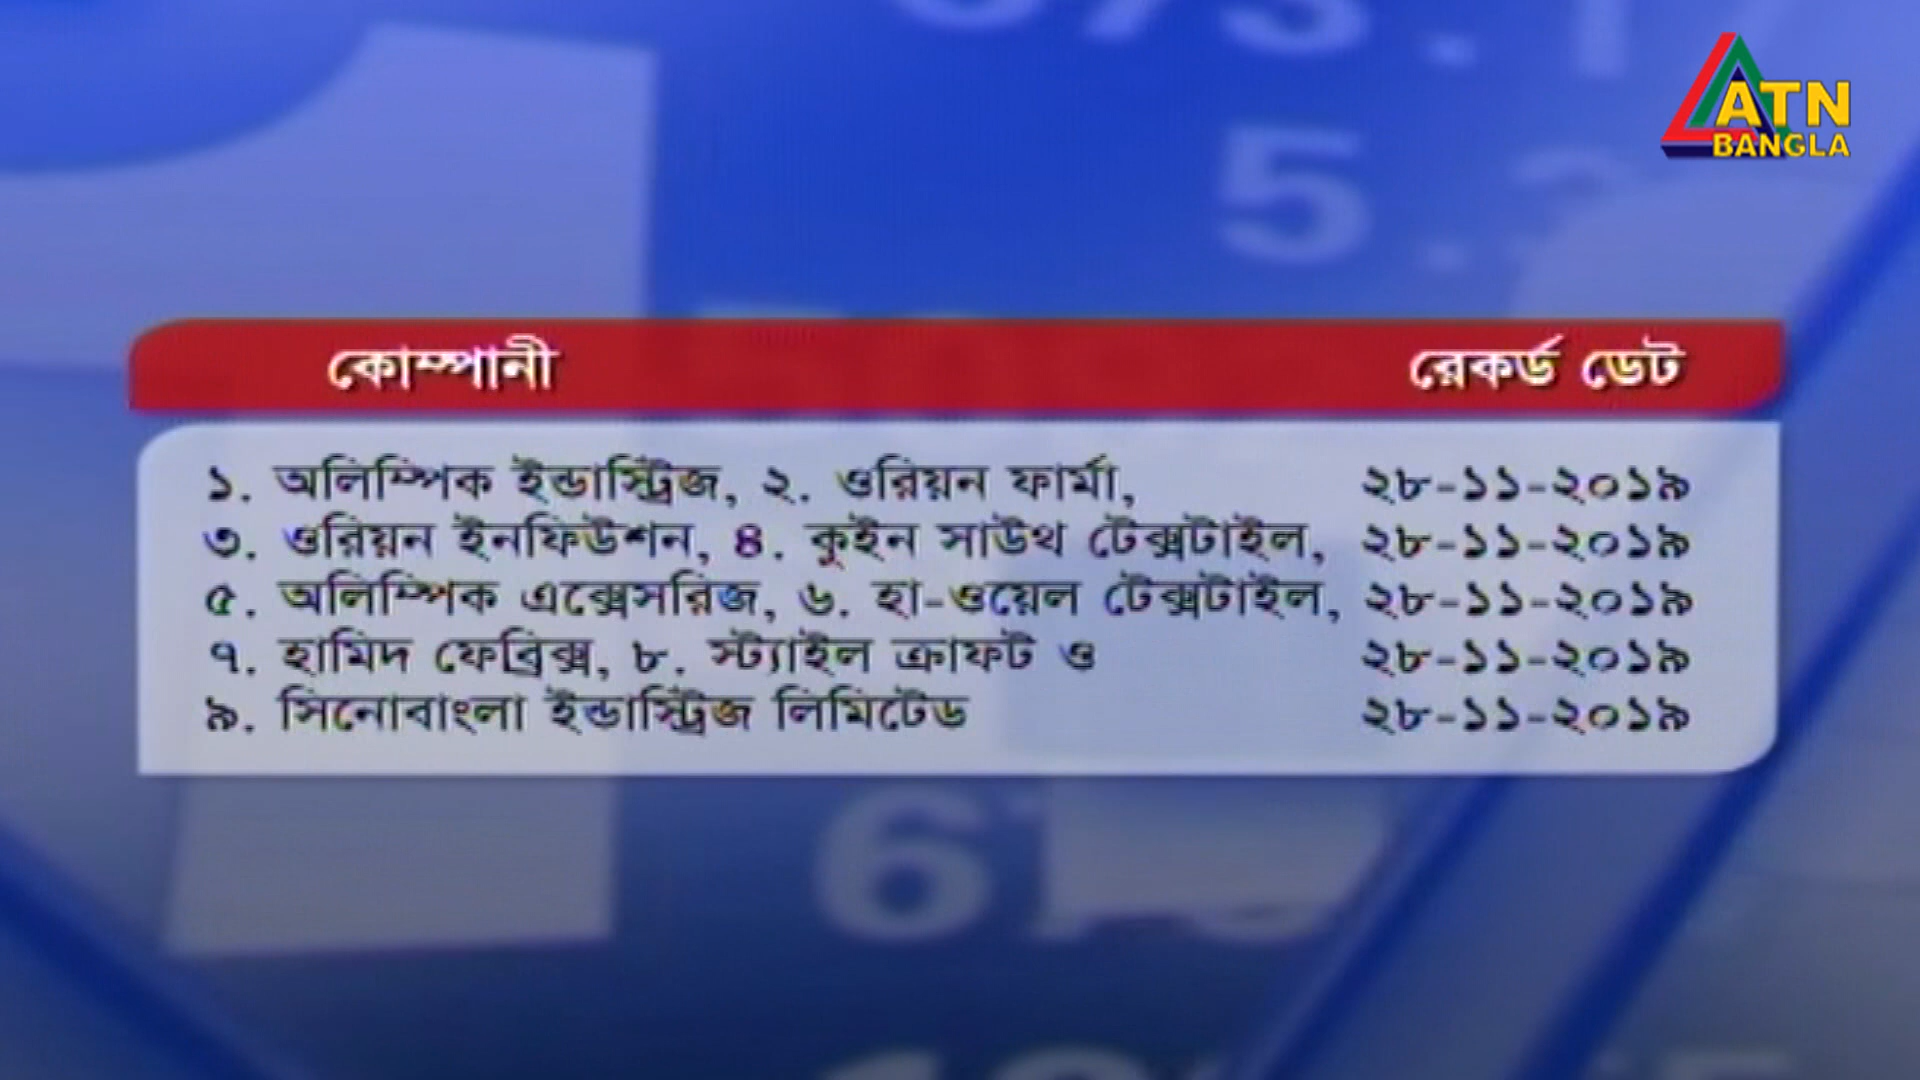 ATN
BANGLA
কোম্পানী রেকর্ড ডেট
১. অলিম্পিক ইন্ডাস্ট্রিজ, ২. ওরিয়ন ফার্মা, ২৮-১১-২০১৯
৩. ওরিয়ন ইনফিউশন, ৪. কুইন সাউথ টেক্সটাইল, ২৮-১১-২০১৯
৫. অলিম্পিক এক্সেসরিজ, ৬. হা-ওয়েল টেক্সটাইল, ২৮-১১-২০১৯
৭. হামিদ ফেব্রিক্স, ৮. স্ট্যাইল ক্রাফট ও ২৮-১১-২০১৯
৯. সিনোবাংলা ইন্ডাস্ট্রিজ লিমিটেড ২৮-১১-২০১৯